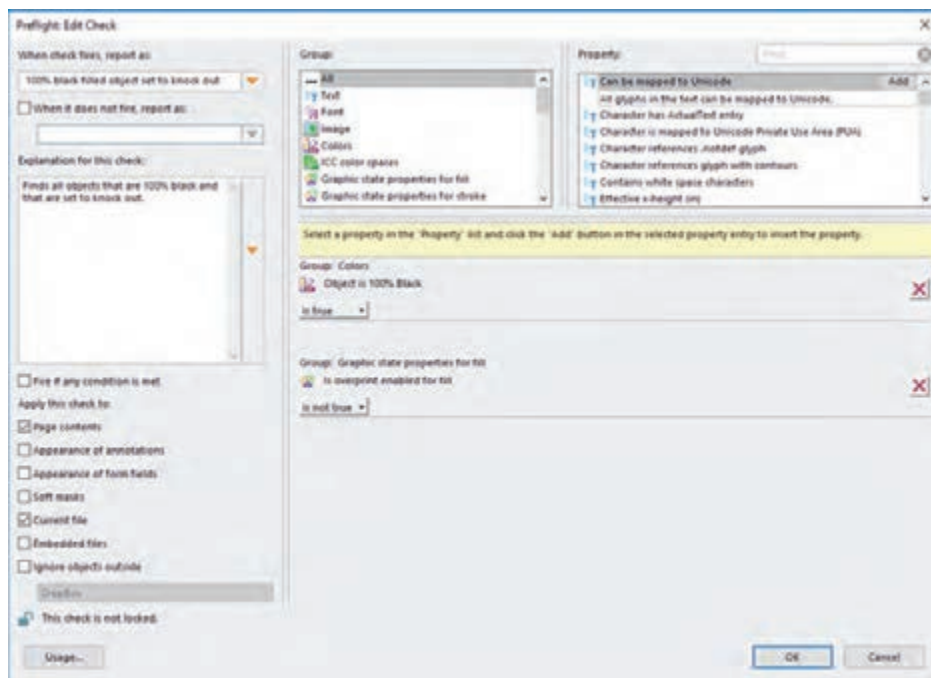 Preflight: Edit Check
When check fires, report as:
100% black filled object set to knock out
When it does not fire, report as:
Explanation for this check:
Finds all objects that are 100% black and
that are set to knock out.
Fire if any condition is met
Apply this check to:
Page contents
Appearance of annotations
Appearance of form fields
Soft masks
Current file
Embedded files
Ignore objects outside
This check is not locked.
Usage...
Group:
All
Text
Font
Image
Colors
ICC color spaces
Graphic state properties for fill
Graphic state properties for stroke
Property:
Find
Can be mapped to Unicode
Add
All glyphs in the text can be mapped to Unicode.
Character has ActualText entry
Character is mapped to Unicode Private Use Area (PUA)
Character references .notdef glyph
Character references glyph with contours
Contains white space characters
Effective x-height
Select a property in the 'Property' list and click the 'Add' button in the selected property entry to insert the property.
Group: Colors
Object is 100% Black
is true
Group: Graphic state properties for fill
Is overprint enabled for fill
is not true
OK
Cancel